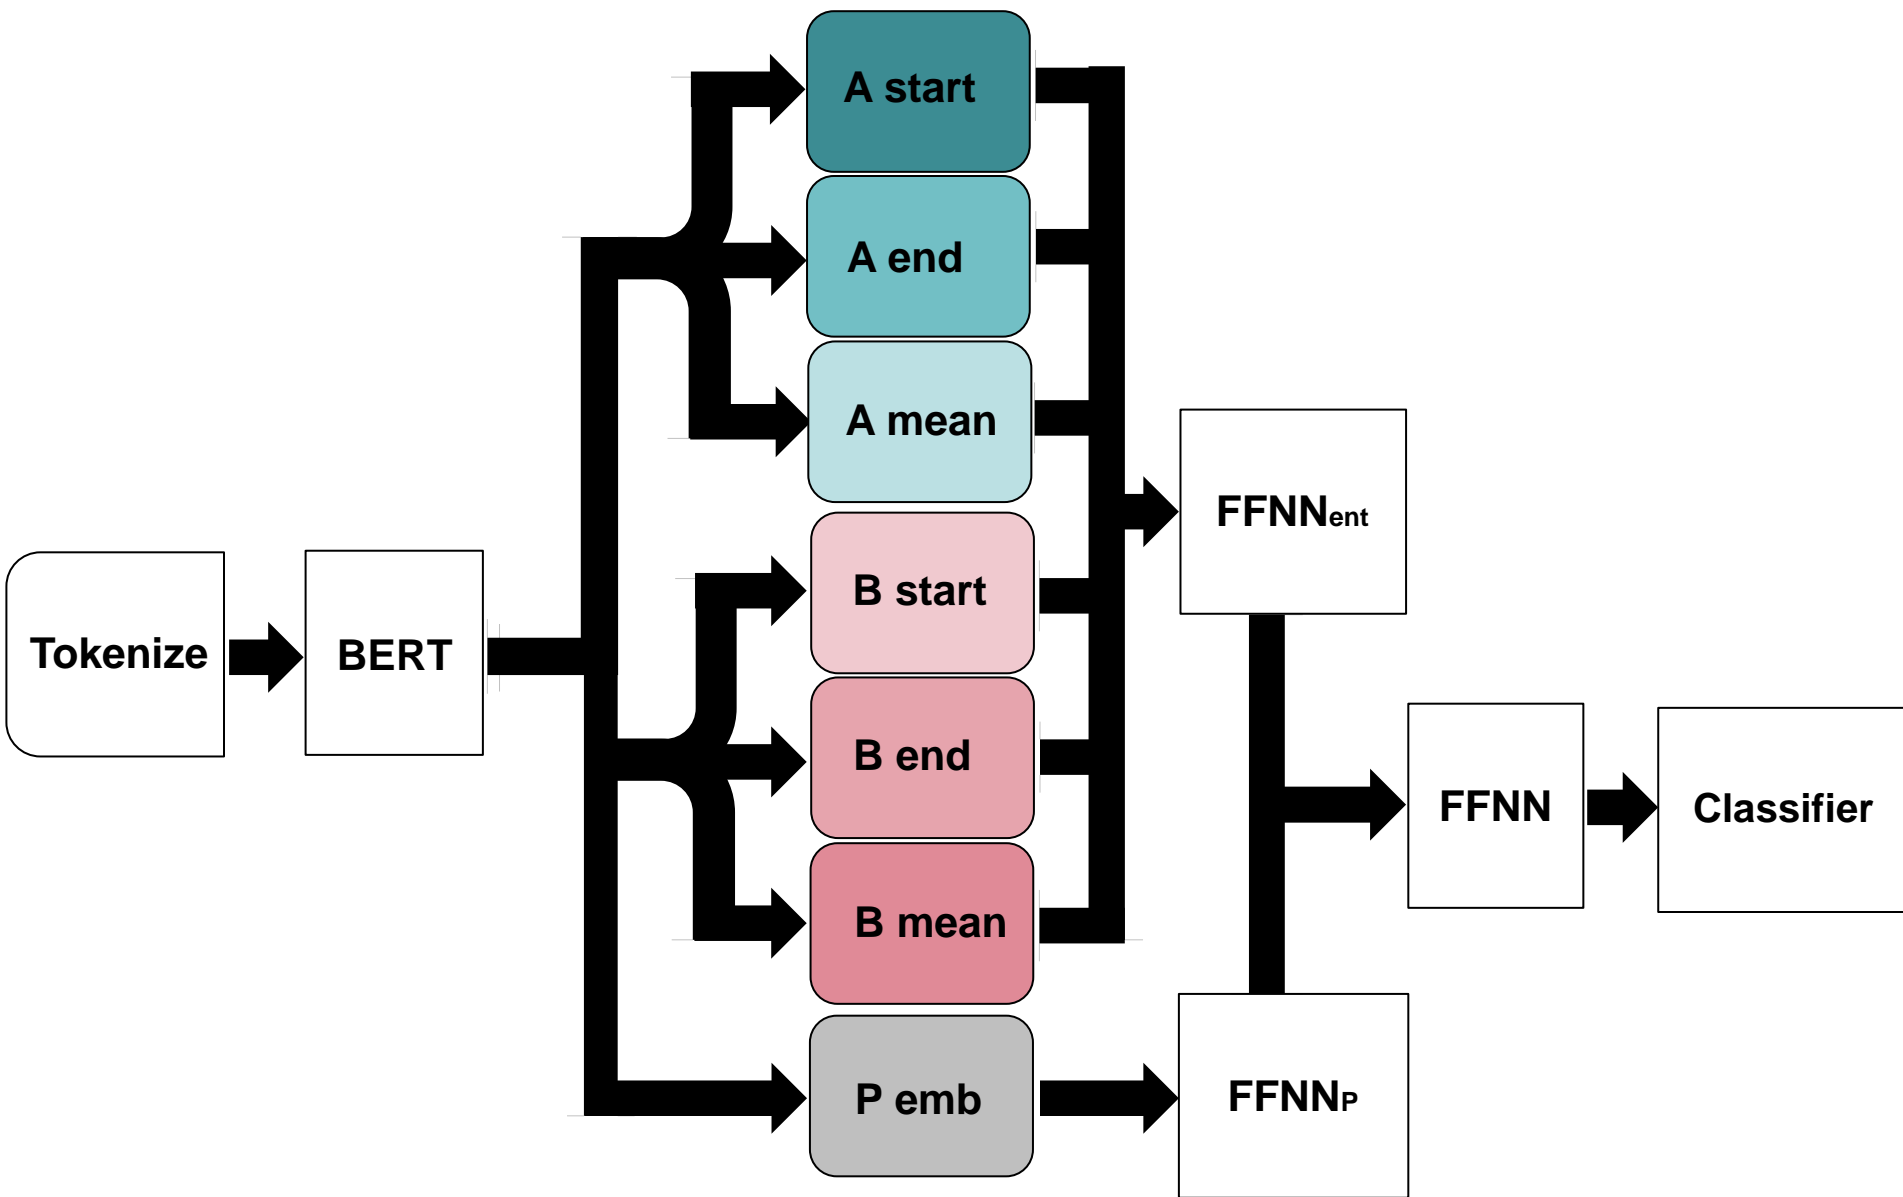 Tokenize
BERT
A start
A end
A mean
B start
B end
B mean
P emb
FFNNent
FFNNP
FFNN
Classifier